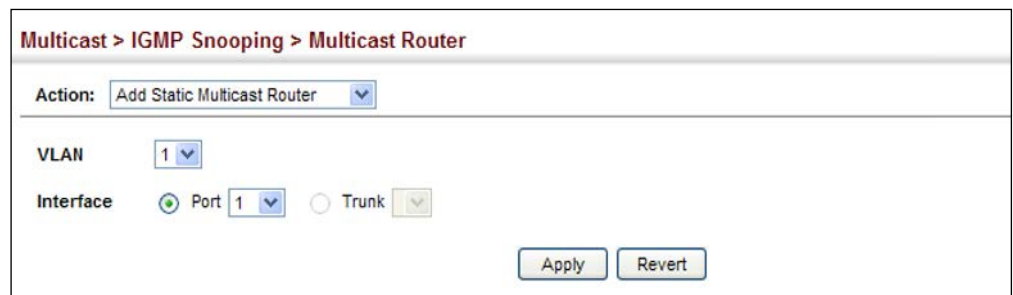 Multicast > IGMP Snooping > Multicast Router
Action: Add Static Multicast Router
VLAN 1
Interface Port 1 Trunk
Apply Revert